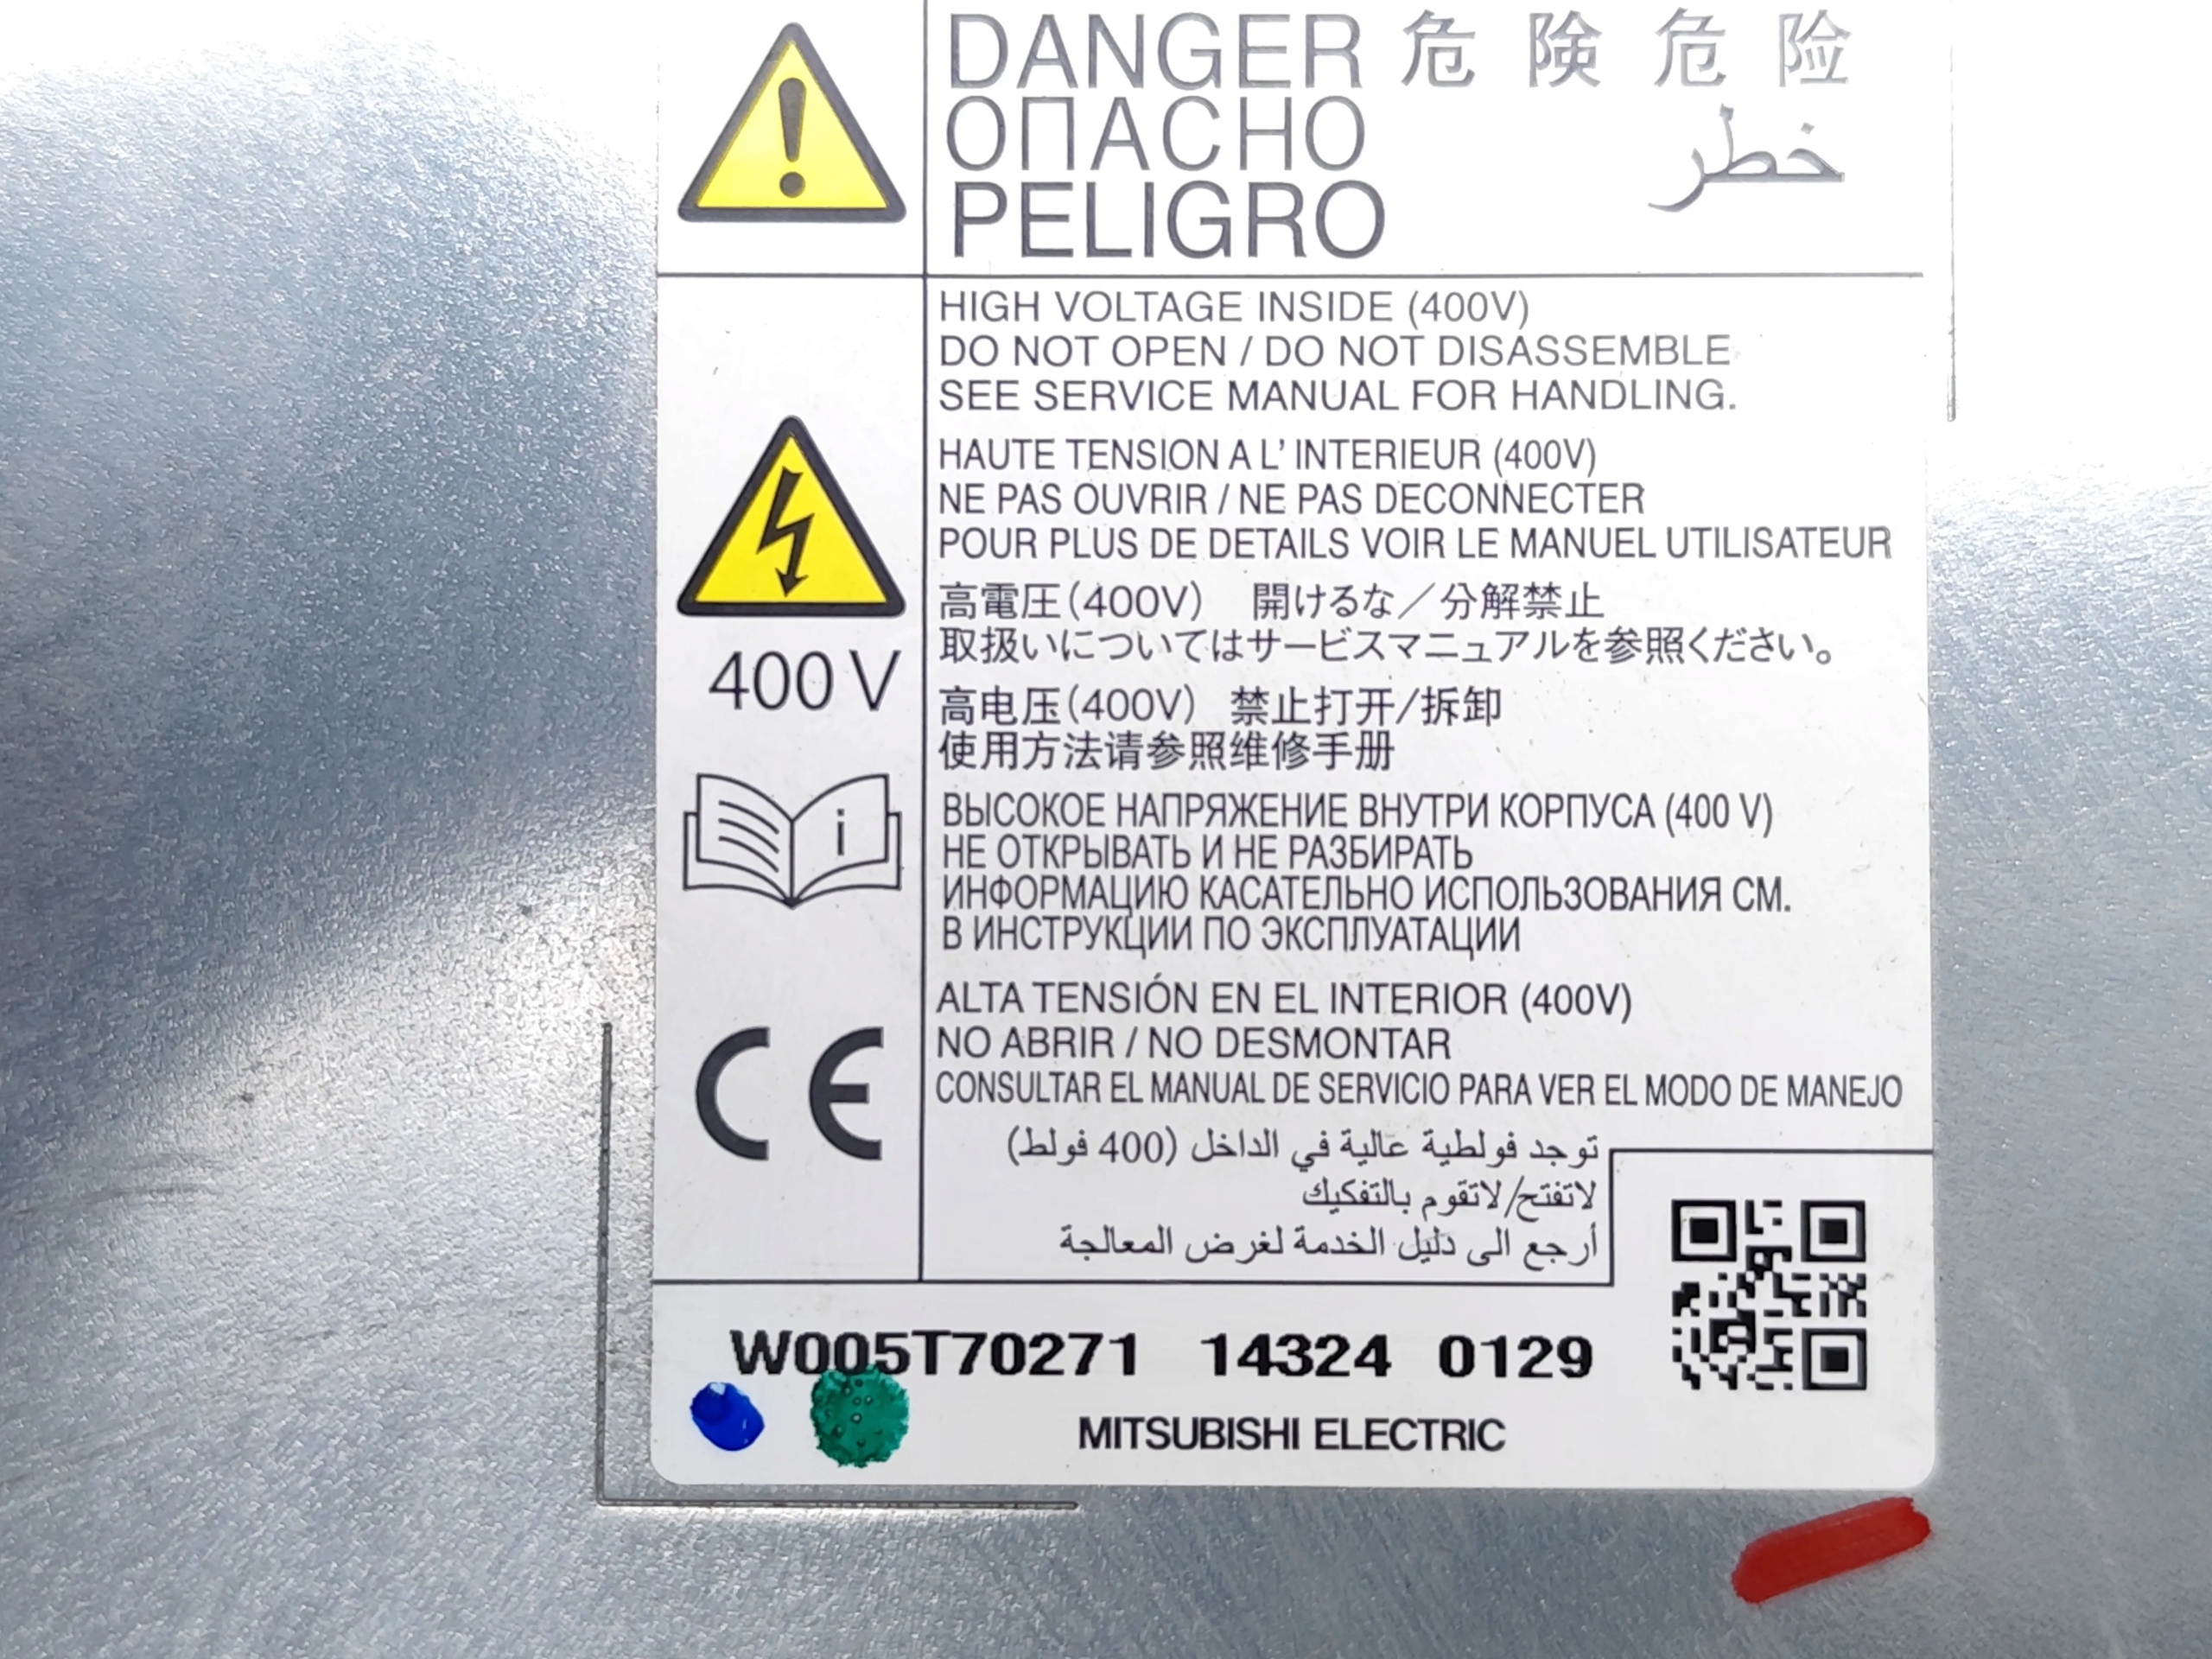 DANGER 危険 危险
ОПАСНО خطر
PELIGRO
HIGH VOLTAGE INSIDE (400V)
DO NOT OPEN / DO NOT DISASSEMBLE
SEE SERVICE MANUAL FOR HANDLING.
HAUTE TENSION A L' INTERIEUR (400V)
NE PAS OUVRIR / NE PAS DECONNECTER
POUR PLUS DE DETAILS VOIR LE MANUEL UTILISATEUR
高電圧(400V) 開けるな／分解禁止
取扱いについてはサービスマニュアルを参照ください。
400 V
高电压(400V) 禁止打开/拆卸
使用方法请参照维修手册
i
ВЫСОКОЕ НАПРЯЖЕНИЕ ВНУТРИ КОРПУСА (400 V)
НЕ ОТКРЫВАТЬ И НЕ РАЗБИРАТЬ
ИНФОРМАЦИЮ КАСАТЕЛЬНО ИСПОЛЬЗОВАНИЯ СМ.
В ИНСТРУКЦИИ ПО ЭКСПЛУАТАЦИИ
ALTA TENSIÓN EN EL INTERIOR (400V)
NO ABRIR / NO DESMONTAR
CONSULTAR EL MANUAL DE SERVICIO PARA VER EL MODO DE MANEJO
CE
توجد فولطية عالية في الداخل (400 فولط)
لاتفتح/لاتقوم بالتفكيك
أرجع الى دليل الخدمة لغرض المعالجة
W005T70271 14324 0129
MITSUBISHI ELECTRIC